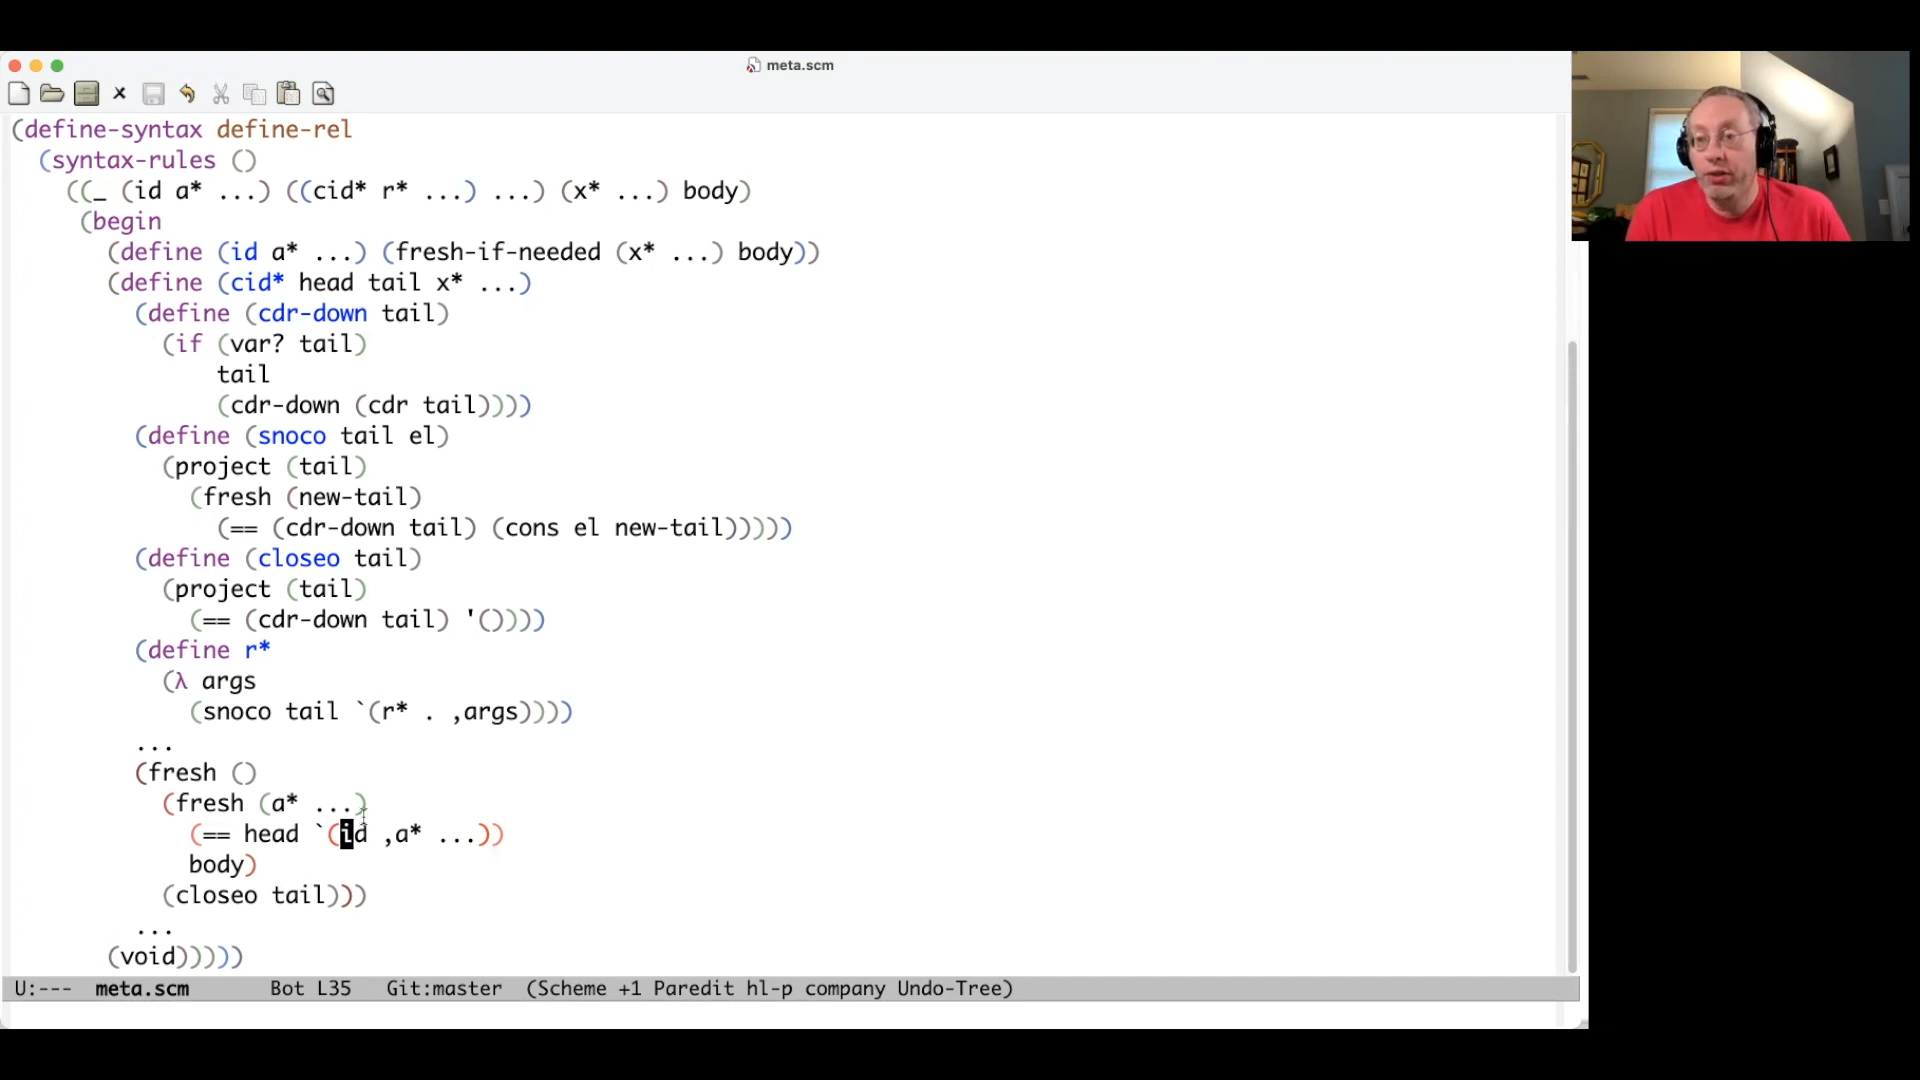 meta.scm
(define-syntax define-rel
  (syntax-rules ()
    ((_ (id a* ...) ((cid* r* ...) ...) (x* ...) body)
     (begin
       (define (id a* ...) (fresh-if-needed (x* ...) body))
       (define (cid* head tail x* ...)
         (define (cdr-down tail)
           (if (var? tail)
               tail
               (cdr-down (cdr tail))))
         (define (snoco tail el)
           (project (tail)
             (fresh (new-tail)
               (== (cdr-down tail) (cons el new-tail)))))
         (define (closeo tail)
           (project (tail)
             (== (cdr-down tail) '())))
         (define r*
           (λ args
             (snoco tail `(r* . ,args))))
         ...
         (fresh ()
           (fresh (a* ...)
             (== head `(id ,a* ...))
             body)
           (closeo tail)))
         ...
       (void)))))
U:---  meta.scm      Bot L35   Git:master  (Scheme +1 Paredit hl-p company Undo-Tree)